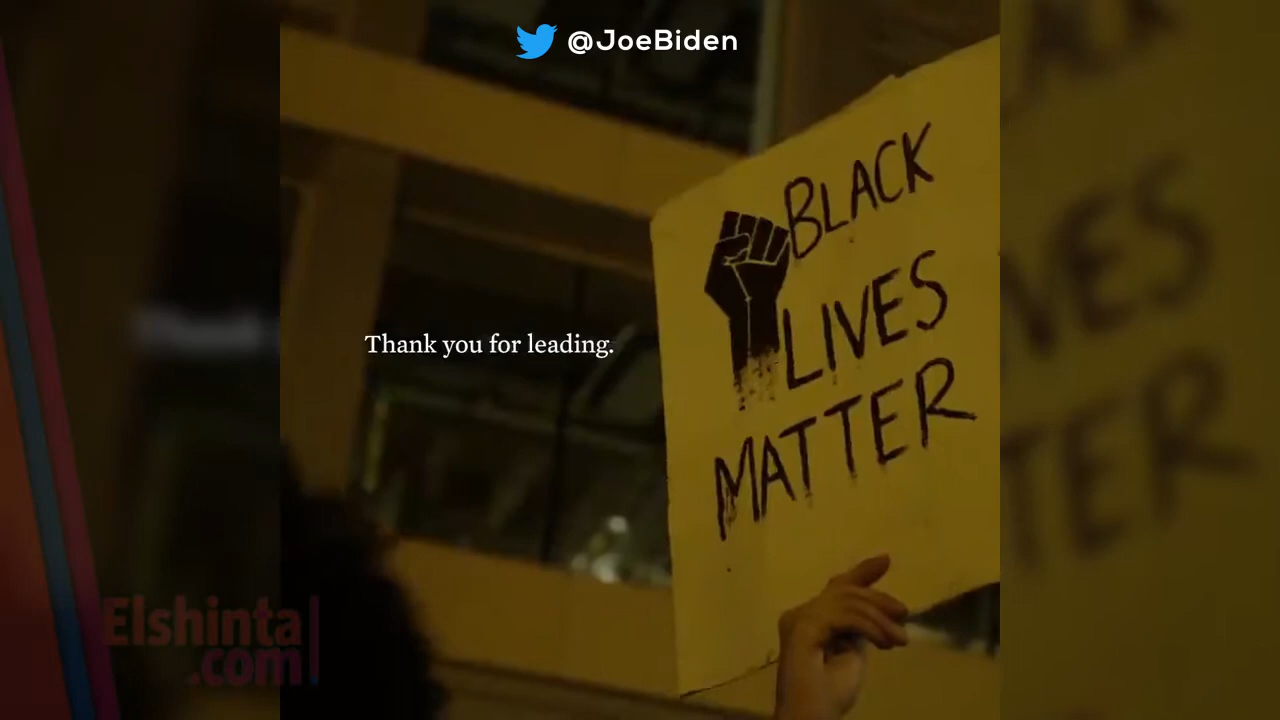 @JoeBiden
BLACK
LIVES
MATTER
Thank you for leading.
Elshinta
.com